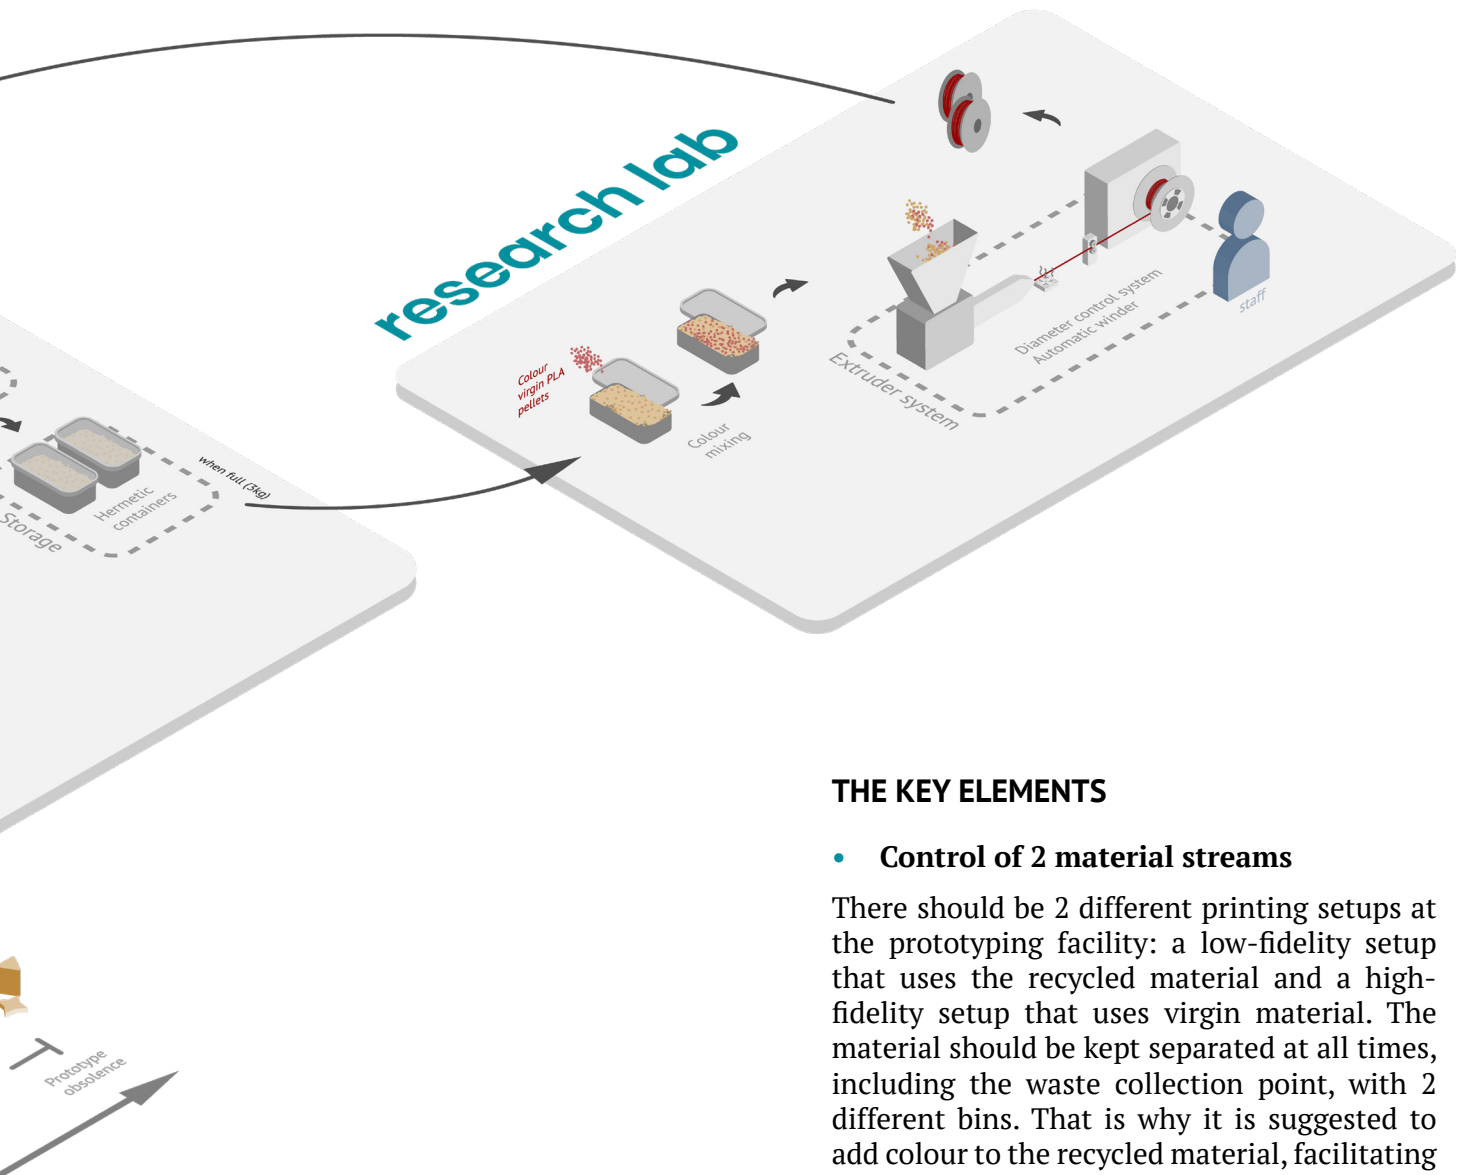 research lab
Colour
virgin PLA
pellets
Colour
mixing
Extruder system
Diameter control system
Automatic winder
staff
when full (3kg)
Hermetic
containers
Storage
Prototype
obsolence
THE KEY ELEMENTS
• Control of 2 material streams
There should be 2 different printing setups at
the prototyping facility: a low-fidelity setup
that uses the recycled material and a high-
fidelity setup that uses virgin material. The
material should be kept separated at all times,
including the waste collection point, with 2
different bins. That is why it is suggested to
add colour to the recycled material, facilitating